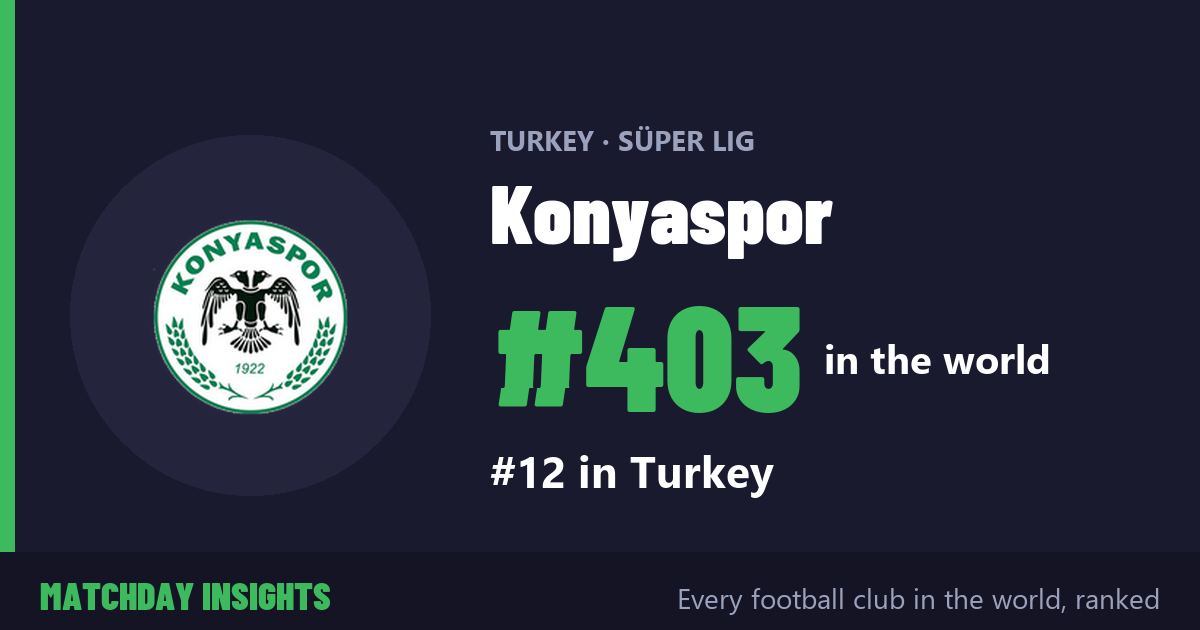 TURKEY · SÜPER LIG
Konyaspor
KONYASPOR
1922
#403 in the world
#12 in Turkey
MATCHDAY INSIGHTS
Every football club in the world, ranked